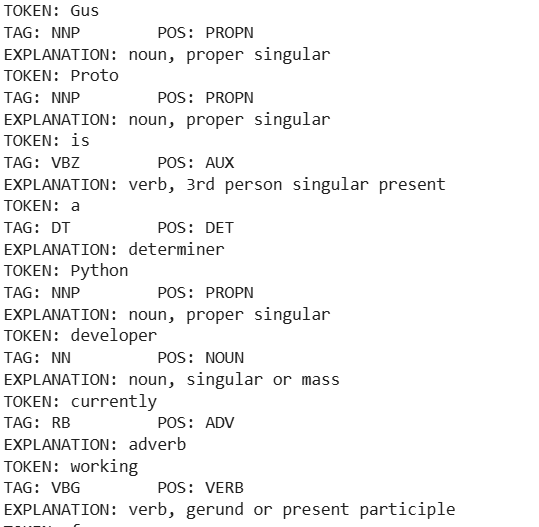 TOKEN: Gus
TAG: NNP        POS: PROPN
EXPLANATION: noun, proper singular
TOKEN: Proto
TAG: NNP        POS: PROPN
EXPLANATION: noun, proper singular
TOKEN: is
TAG: VBZ        POS: AUX
EXPLANATION: verb, 3rd person singular present
TOKEN: a
TAG: DT         POS: DET
EXPLANATION: determiner
TOKEN: Python
TAG: NNP        POS: PROPN
EXPLANATION: noun, proper singular
TOKEN: developer
TAG: NN         POS: NOUN
EXPLANATION: noun, singular or mass
TOKEN: currently
TAG: RB         POS: ADV
EXPLANATION: adverb
TOKEN: working
TAG: VBG        POS: VERB
EXPLANATION: verb, gerund or present participle